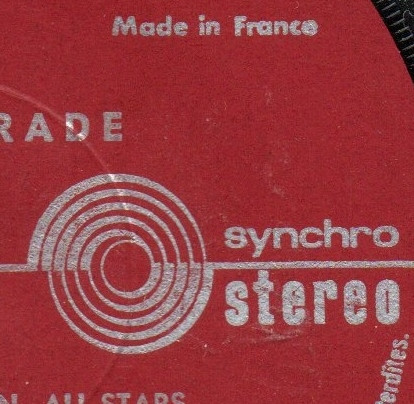 Made in France
RADE
synchro
stereo
ALL STARS